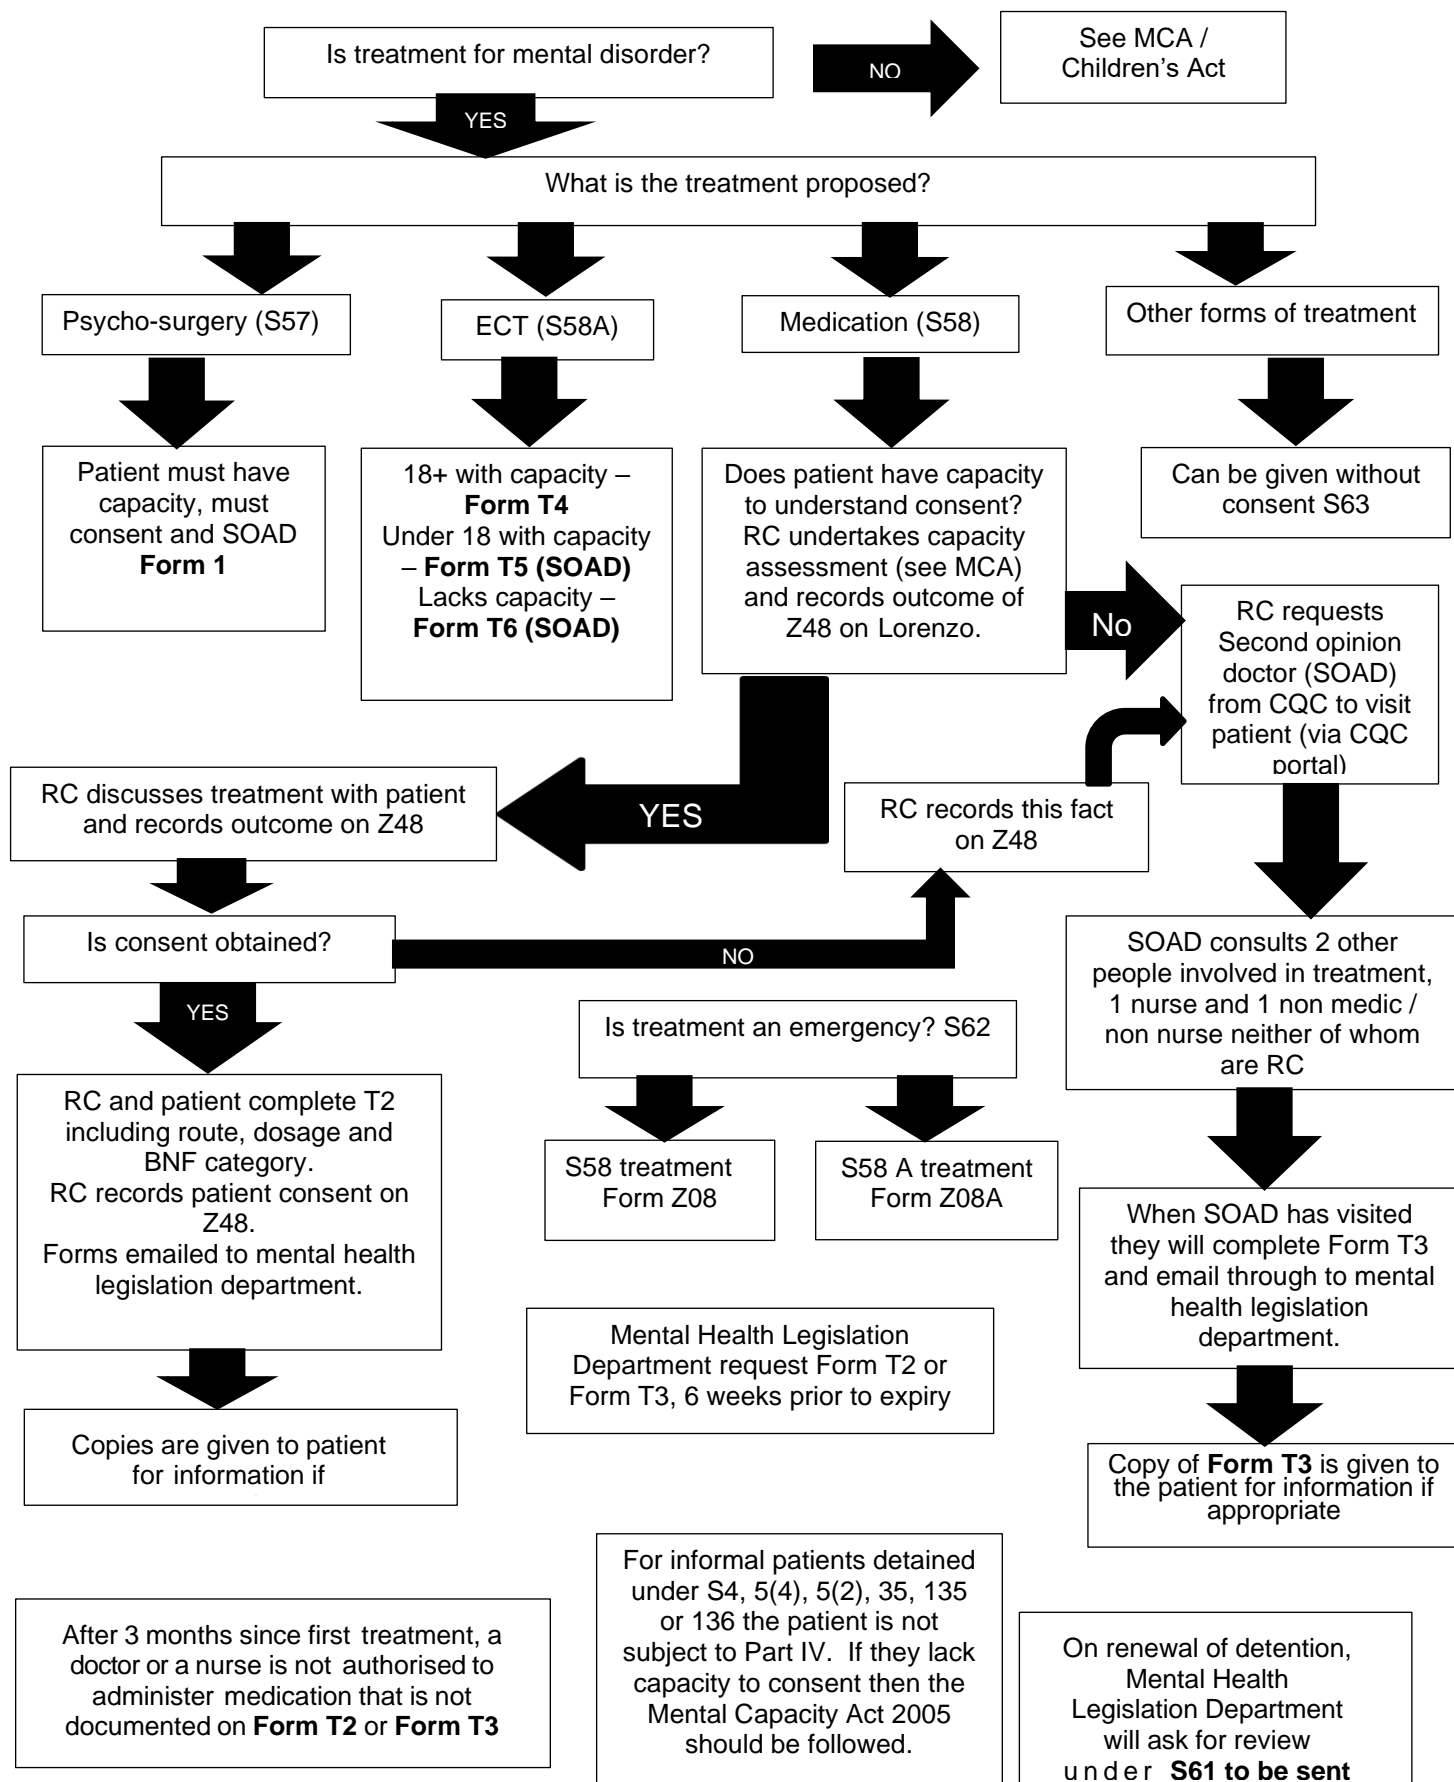 Is treatment for mental disorder?
NO
See MCA /
Children's Act
YES
What is the treatment proposed?
Psycho-surgery (S57)
ECT (S58A)
Medication (S58)
Other forms of treatment
Patient must have
capacity, must
consent and SOAD
Form 1
18+ with capacity –
Form T4
Under 18 with capacity
– Form T5 (SOAD)
Lacks capacity –
Form T6 (SOAD)
Does patient have capacity
to understand consent?
RC undertakes capacity
assessment (see MCA)
and records outcome of
Z48 on Lorenzo.
Can be given without
consent S63
No
RC requests
Second opinion
doctor (SOAD)
from CQC to visit
patient (via CQC
portal)
YES
RC discusses treatment with patient
and records outcome on Z48
RC records this fact
on Z48
Is consent obtained?
NO
YES
SOAD consults 2 other
people involved in treatment,
1 nurse and 1 non medic /
non nurse neither of whom
are RC
Is treatment an emergency? S62
RC and patient complete T2
including route, dosage and
BNF category.
RC records patient consent on
Z48.
Forms emailed to mental health
legislation department.
S58 treatment
Form Z08
S58 A treatment
Form Z08A
When SOAD has visited
they will complete Form T3
and email through to mental
health legislation
department.
Mental Health Legislation
Department request Form T2 or
Form T3, 6 weeks prior to expiry
Copies are given to patient
for information if
Copy of Form T3 is given to
the patient for information if
appropriate
After 3 months since first treatment, a
doctor or a nurse is not authorised to
administer medication that is not
documented on Form T2 or Form T3
For informal patients detained
under S4, 5(4), 5(2), 35, 135
or 136 the patient is not
subject to Part IV. If they lack
capacity to consent then the
Mental Capacity Act 2005
should be followed.
On renewal of detention,
Mental Health
Legislation Department
will ask for review
under S61 to be sent